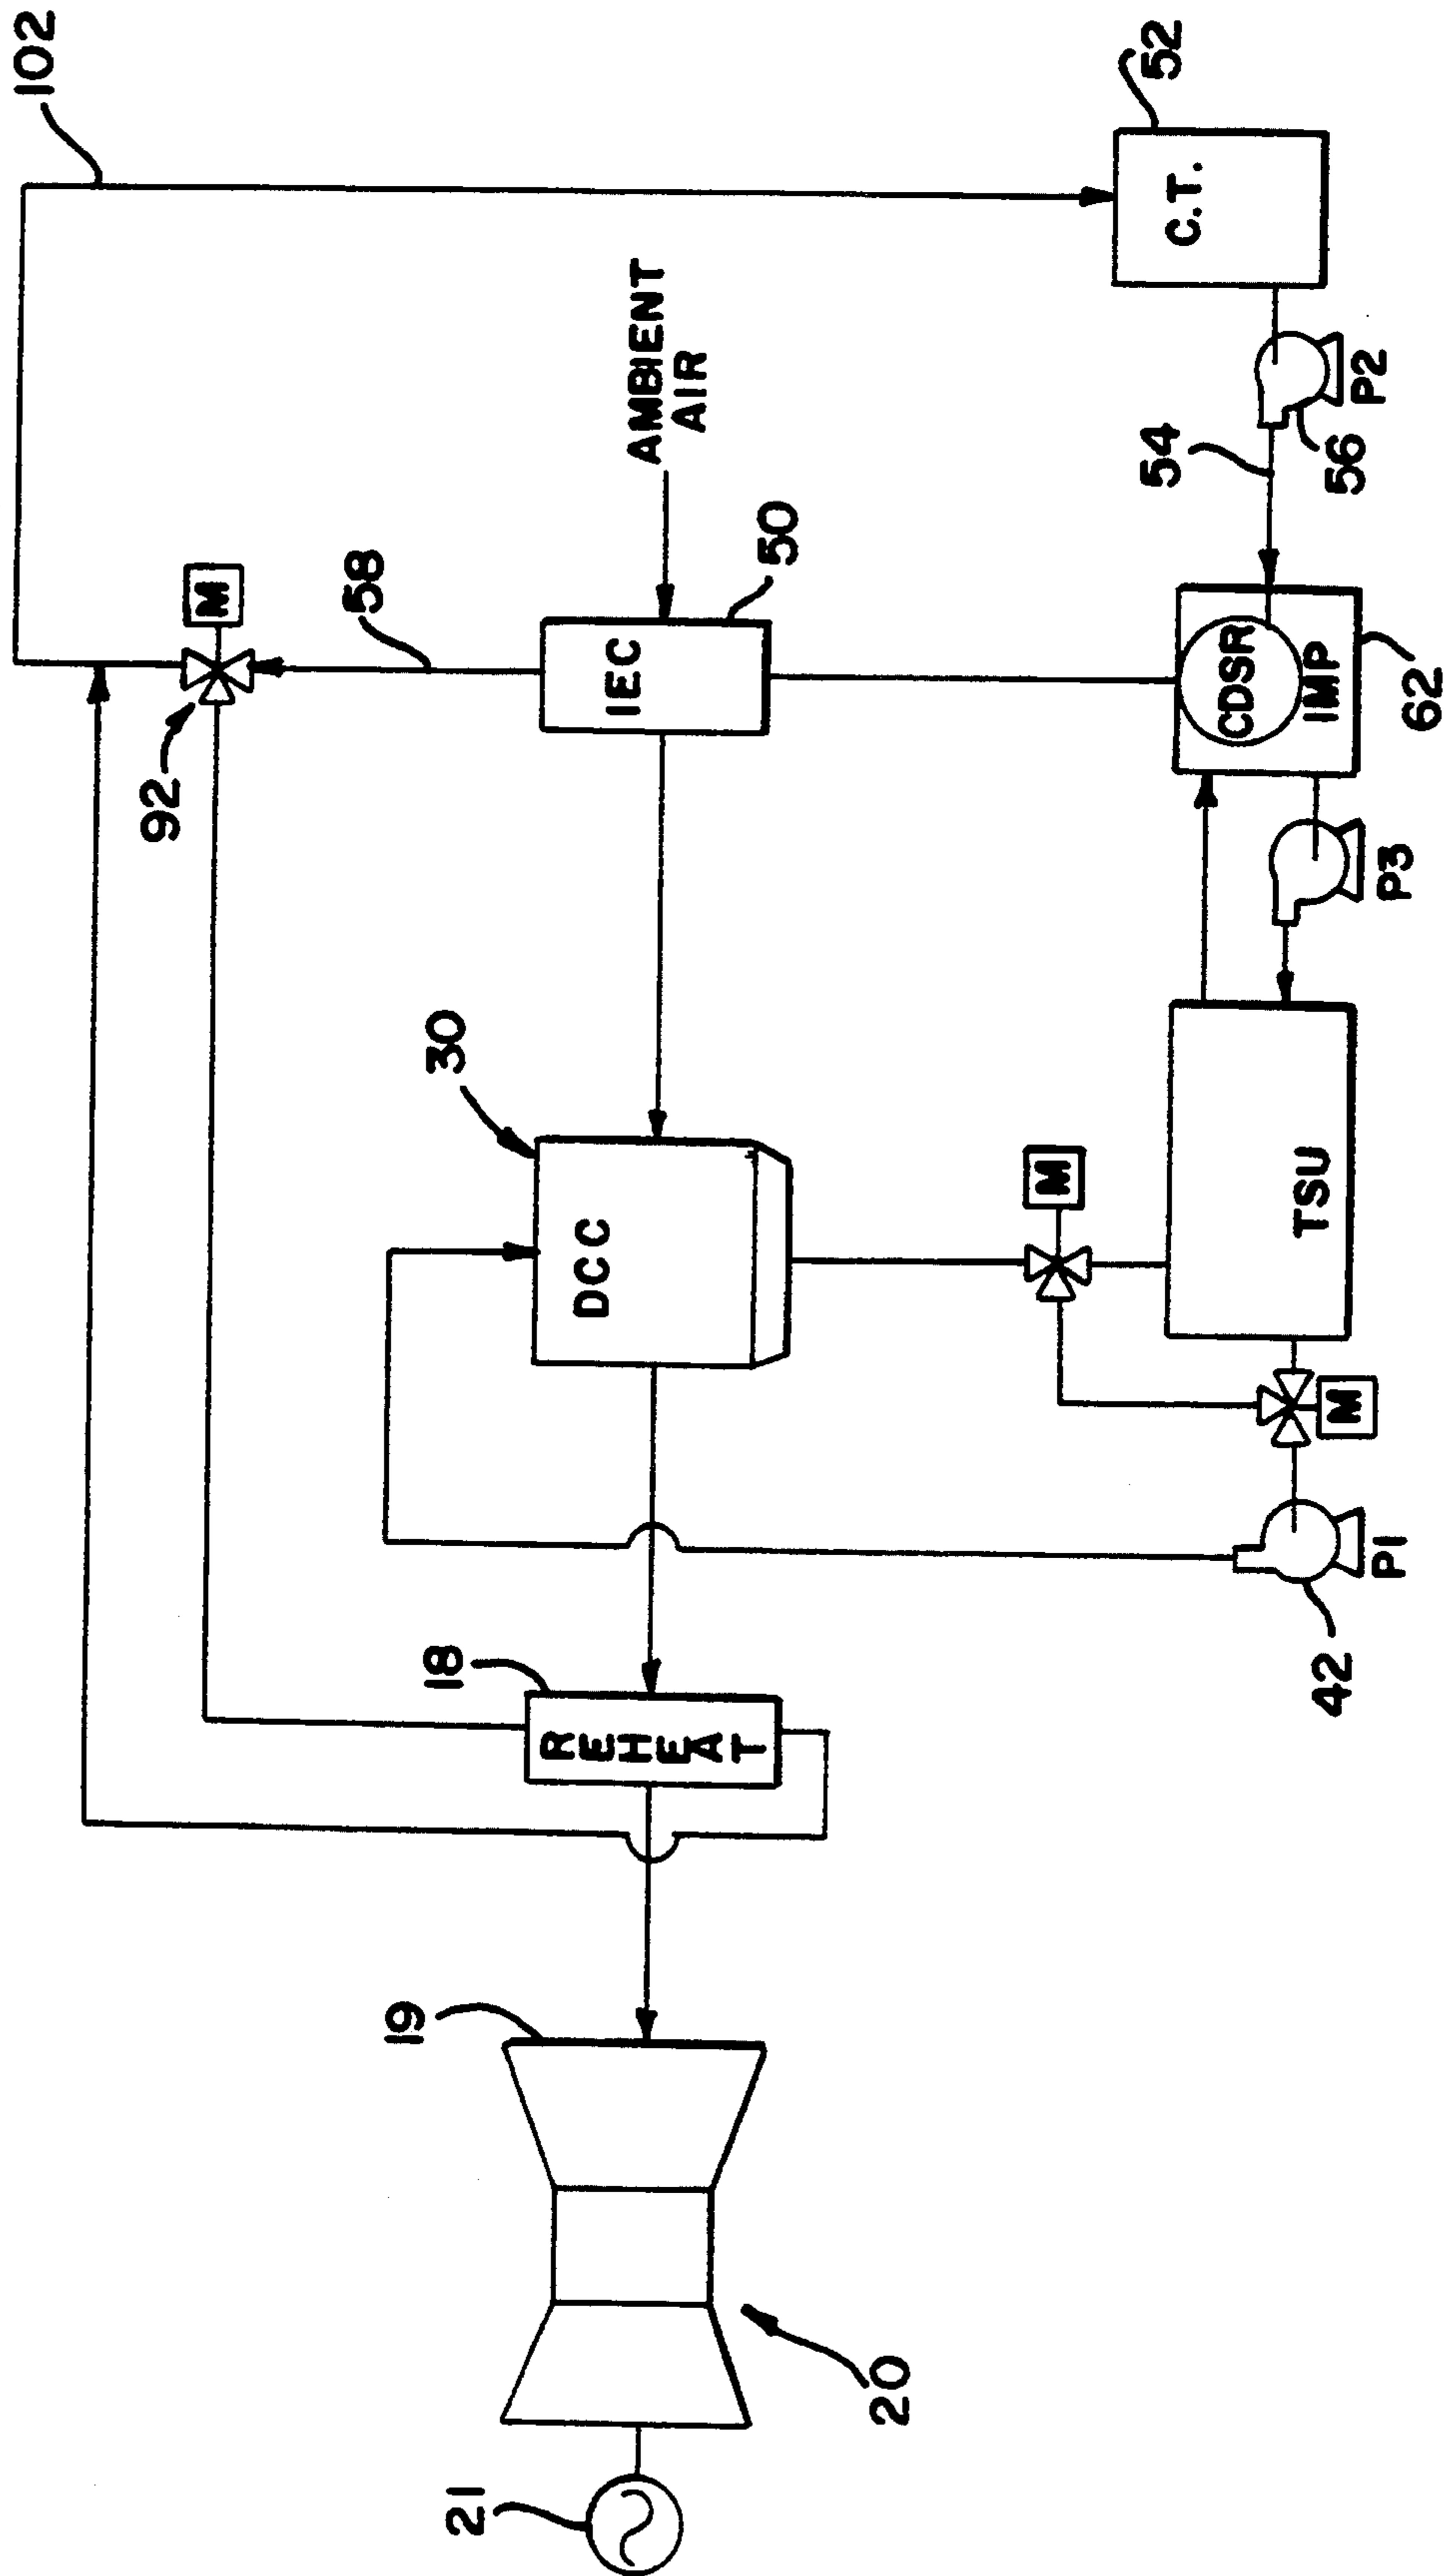 102
52
C.T.
AMBIENT
AIR
M
58
50
IEC
54
56
P2
CDSR
IMP
62
92
P3
30
DCC
M
TSU
M
P1
42
18
REHEAT
19
20
21